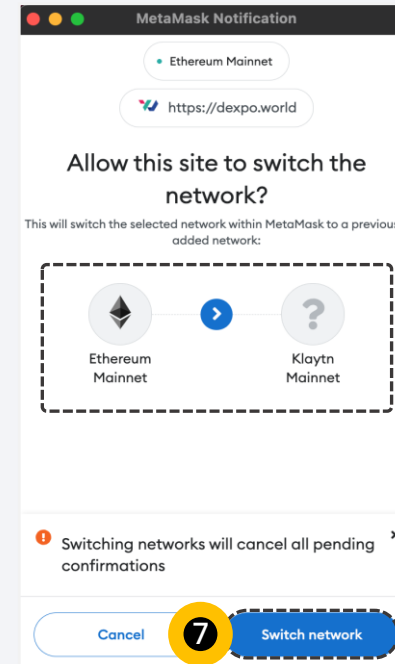 MetaMask Notification
Ethereum Mainnet
https://dexpo.world
Allow this site to switch the
network?
This will switch the selected network within MetaMask to a previous
added network:
?
Ethereum
Mainnet
Klaytn
Mainnet
Switching networks will cancel all pending
confirmations
Cancel
7
Switch network